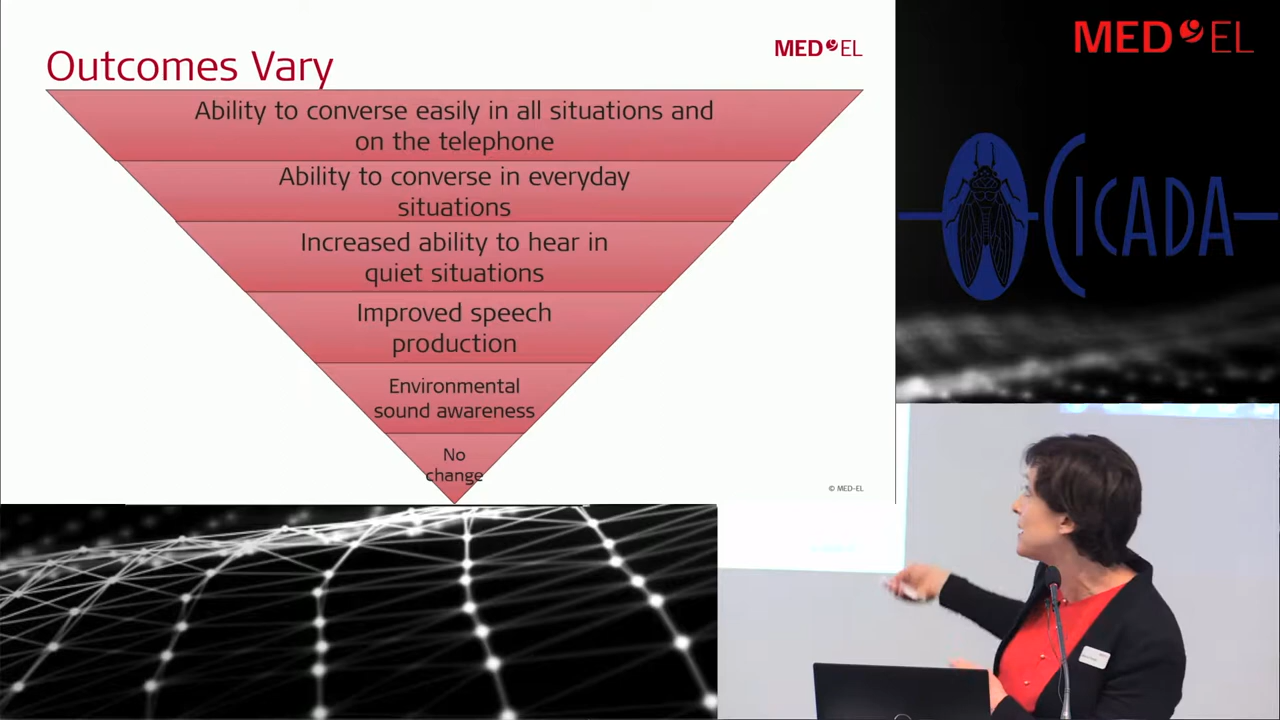 Outcomes Vary
MED EL
Ability to converse easily in all situations and
on the telephone
Ability to converse in everyday
situations
Increased ability to hear in
quiet situations
Improved speech
production
Environmental
sound awareness
No
change
© MED-EL
MED EL
CICADA